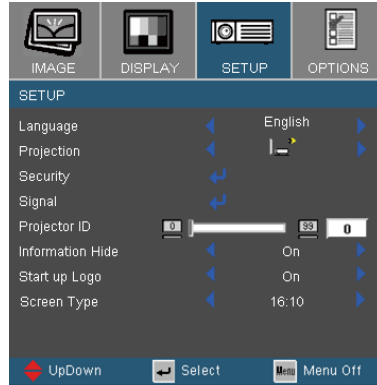 IMAGE DISPLAY SETUP OPTIONS
SETUP
Language English
Projection
Security
Signal
Projector ID 0 99 0
Information Hide On
Start up Logo On
Screen Type 16:10
UpDown Select Menu Menu Off